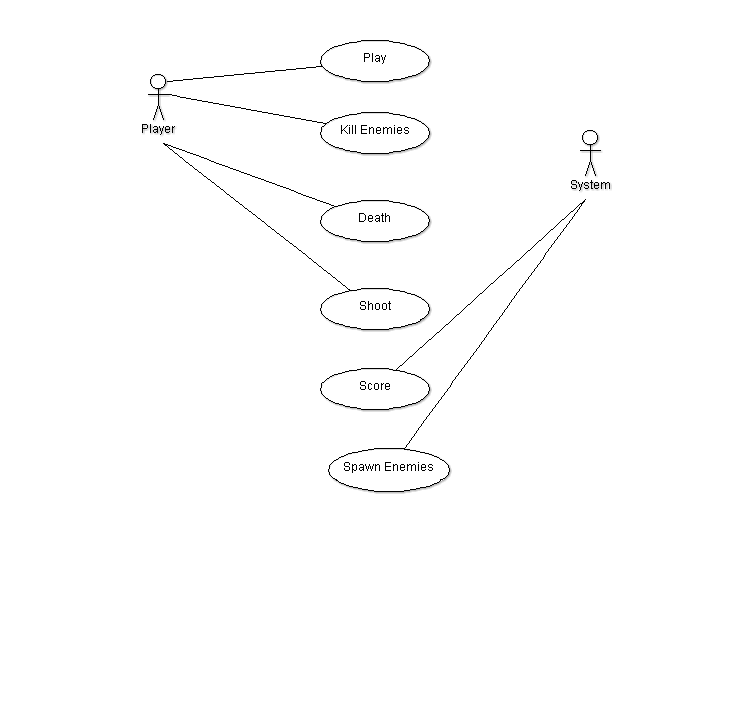 Play
Kill Enemies
Player
System
Death
Shoot
Score
Spawn Enemies